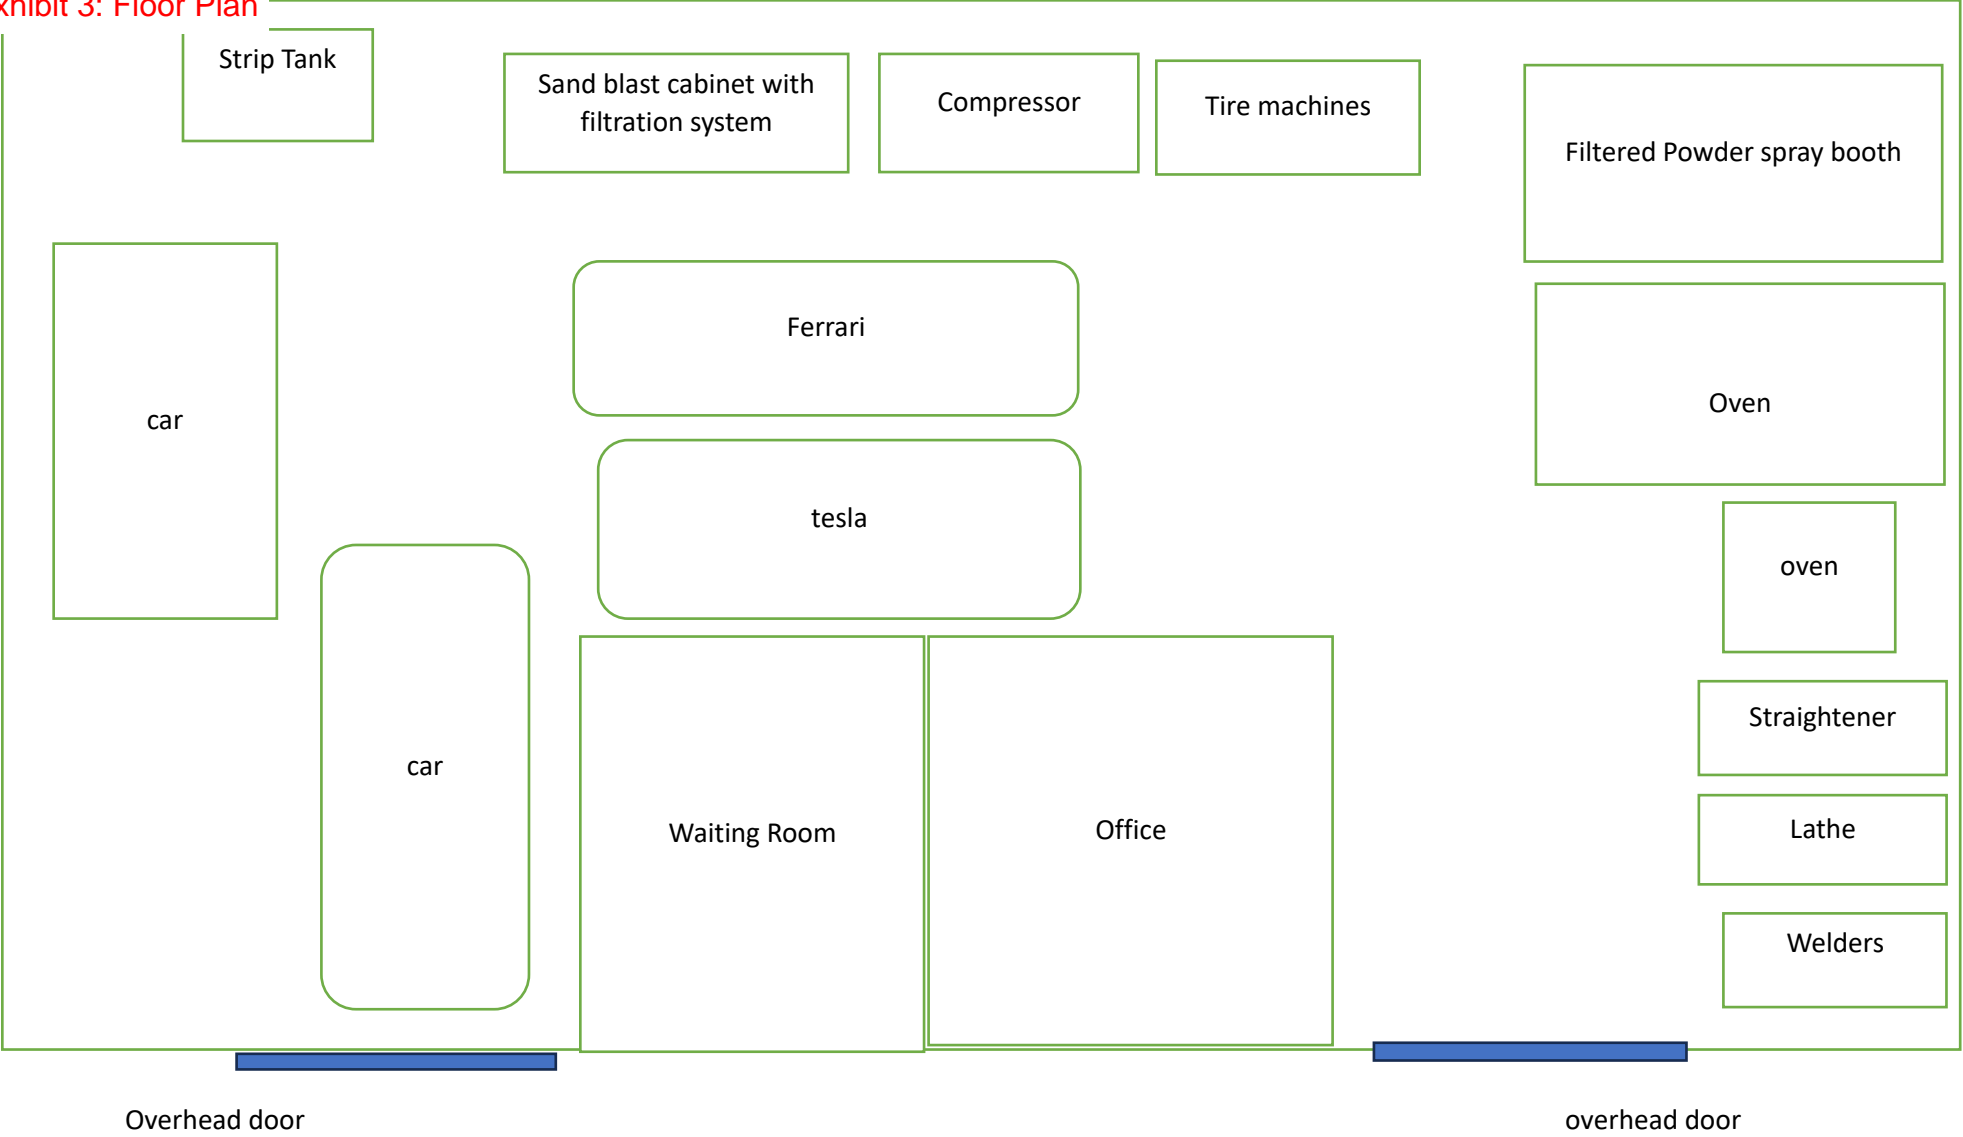 xhibit 3: Floor Plan
Strip Tank
Sand blast cabinet with
filtration system
Compressor
Tire machines
Filtered Powder spray booth
Ferrari
car
Oven
tesla
oven
Straightener
car
Waiting Room
Office
Lathe
Welders
Overhead door
overhead door